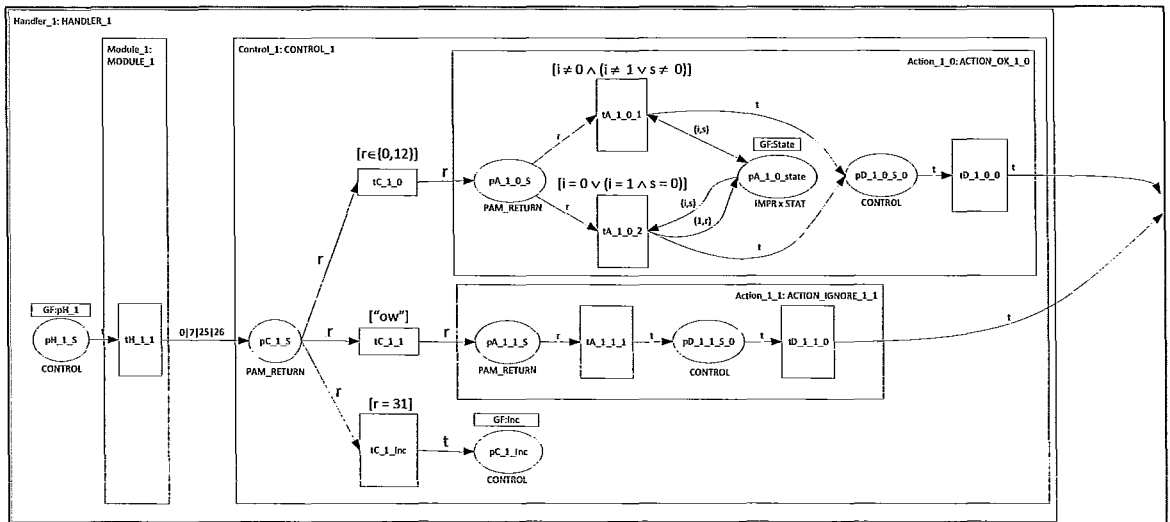 Handler_1: HANDLER_1
Module_1:
MODULE_1
Control_1: CONTROL_1
Action_1_0: ACTION_OK_1_0
[i≠0 ∧ (i≠ 1 ∨ s≠ 0)]
tA_1_0_1
t
r
(i,s)
GF:State
[r∈{0,12}]
tC_1_0
r
pA_1_0_S
PAM_RETURN
[i = 0 ∨ (i = 1 ∧ s = 0)]
pA_1_0_state
IMPR x STAT
pD_1_0_S_0
CONTROL
t
tD_1_0_0
t
r
(i,s)
(1,r)
tA_1_0_2
t
r
Action_1_1: ACTION_IGNORE_1_1
GF:pH_1
pH_1_S
CONTROL
t
tH_1_1
0|7|25|26
pC_1_S
PAM_RETURN
r
["ow"]
tC_1_1
r
pA_1_1_S
PAM_RETURN
r
tA_1_1_1
t
pD_1_1_S_0
CONTROL
t
tD_1_1_0
t
r
[r = 31]
tC_1_Inc
t
GF:Inc
pC_1_Inc
CONTROL